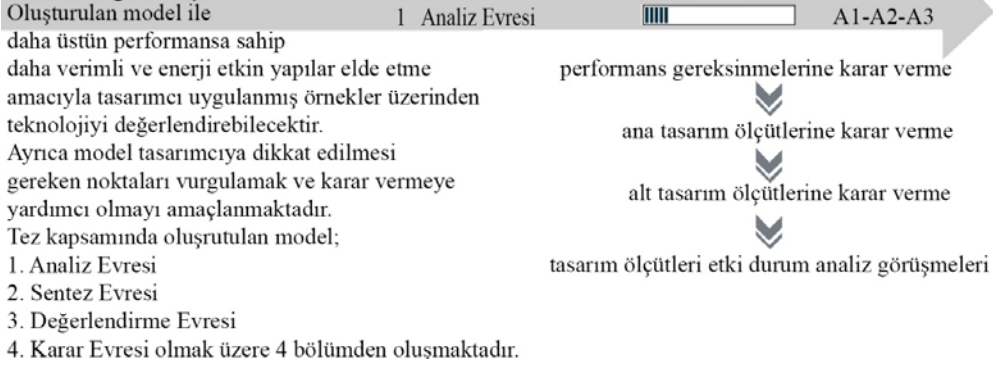 Oluşturulan model ile
daha üstün performansa sahip
daha verimli ve enerji etkin yapılar elde etme
amacıyla tasarımcı uygulanmış örnekler üzerinden
teknolojiyi değerlendirebilecektir.
Ayrıca model tasarımcıya dikkat edilmesi
gereken noktaları vurgulamak ve karar vermeye
yardımcı olmayı amaçlanmaktadır.
Tez kapsamında oluşrutulan model;
1. Analiz Evresi
2. Sentez Evresi
3. Değerlendirme Evresi
4. Karar Evresi olmak üzere 4 bölümden oluşmaktadır.
1 Analiz Evresi
A1-A2-A3
performans gereksinmelerine karar verme
ana tasarım ölçütlerine karar verme
alt tasarım ölçütlerine karar verme
tasarım ölçütleri etki durum analiz görüşmeleri